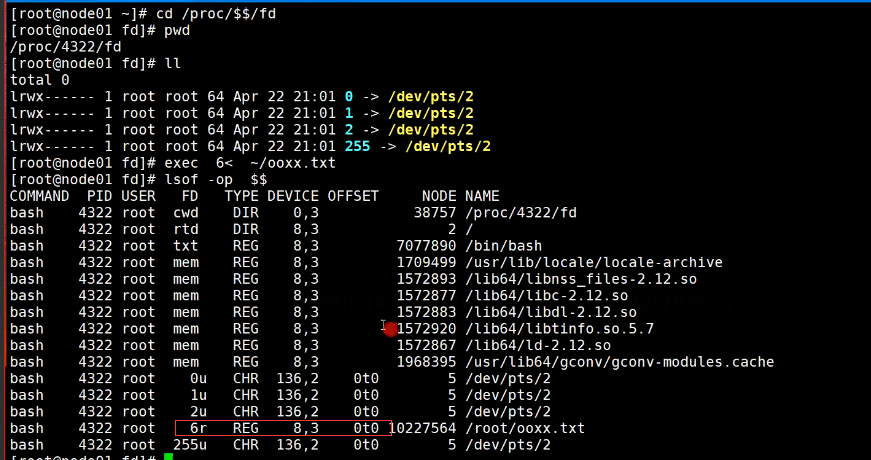 [root@node01 ~]# cd /proc/$$/fd
[root@node01 fd]# pwd
/proc/4322/fd
[root@node01 fd]# ll
total 0
lrwx------ 1 root root 64 Apr 22 21:01 0 -> /dev/pts/2
lrwx------ 1 root root 64 Apr 22 21:01 1 -> /dev/pts/2
lrwx------ 1 root root 64 Apr 22 21:01 2 -> /dev/pts/2
lrwx------ 1 root root 64 Apr 22 21:01 255 -> /dev/pts/2
[root@node01 fd]# exec  6<  ~/ooxx.txt
[root@node01 fd]# lsof -op  $$
COMMAND  PID USER   FD   TYPE DEVICE OFFSET     NODE NAME
bash    4322 root  cwd    DIR    0,3           38757 /proc/4322/fd
bash    4322 root  rtd    DIR    8,3               2 /
bash    4322 root  txt    REG    8,3         7077890 /bin/bash
bash    4322 root  mem    REG    8,3         1709499 /usr/lib/locale/locale-archive
bash    4322 root  mem    REG    8,3         1572893 /lib64/libnss_files-2.12.so
bash    4322 root  mem    REG    8,3         1572877 /lib64/libc-2.12.so
bash    4322 root  mem    REG    8,3         1572883 /lib64/libdl-2.12.so
bash    4322 root  mem    REG    8,3         1572920 /lib64/libtinfo.so.5.7
bash    4322 root  mem    REG    8,3         1572867 /lib64/ld-2.12.so
bash    4322 root  mem    REG    8,3         1968395 /usr/lib64/gconv/gconv-modules.cache
bash    4322 root    0u   CHR  136,2    0t0        5 /dev/pts/2
bash    4322 root    1u   CHR  136,2    0t0        5 /dev/pts/2
bash    4322 root    2u   CHR  136,2    0t0        5 /dev/pts/2
bash    4322 root    6r   REG    8,3    0t0 10227564 /root/ooxx.txt
bash    4322 root  255u   CHR  136,2    0t0        5 /dev/pts/2
[root@node01 fd]#